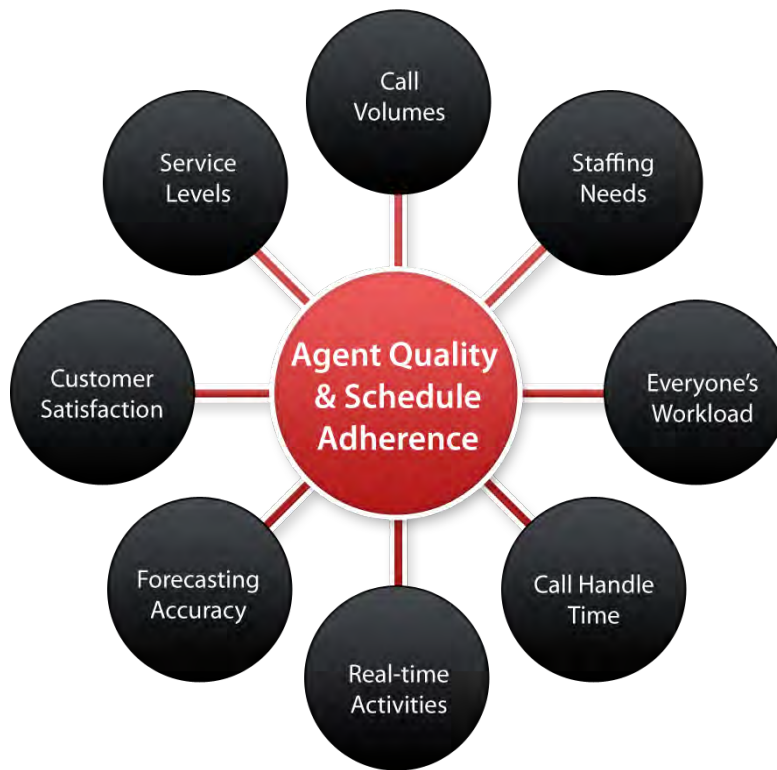 Call
Volumes
Staffing
Needs
Everyone’s
Workload
Call Handle
Time
Real-time
Activities
Forecasting
Accuracy
Customer
Satisfaction
Service
Levels
Agent Quality
& Schedule
Adherence